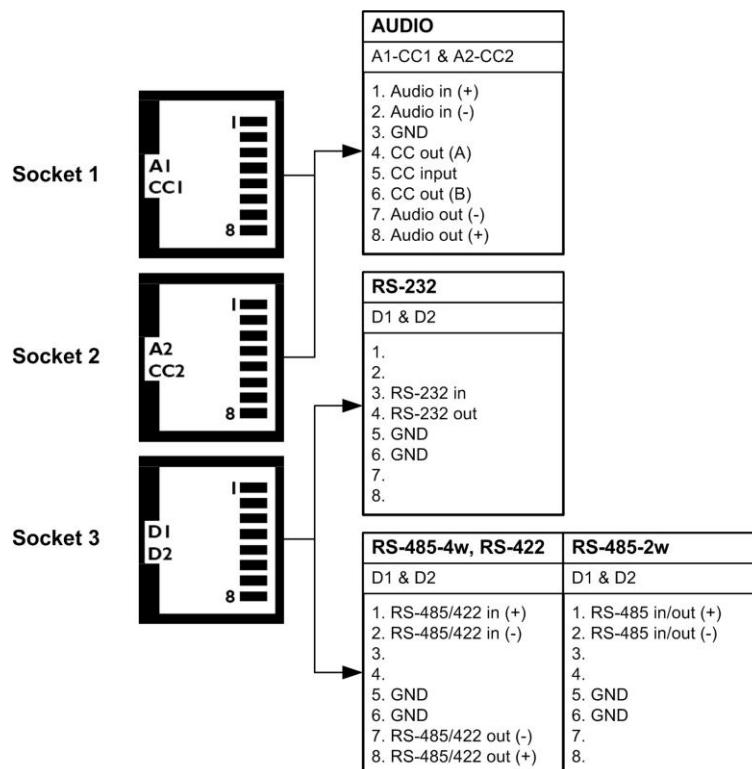 Socket 1
1
A1
CC1
8
Socket 2
1
A2
CC2
8
Socket 3
1
D1
D2
8
AUDIO
A1-CC1 & A2-CC2
1. Audio in (+)
2. Audio in (-)
3. GND
4. CC out (A)
5. CC input
6. CC out (B)
7. Audio out (-)
8. Audio out (+)
RS-232
D1 & D2
1.
2.
3. RS-232 in
4. RS-232 out
5. GND
6. GND
7.
8.
RS-485-4w, RS-422
D1 & D2
1. RS-485/422 in (+)
2. RS-485/422 in (-)
3.
4.
5. GND
6. GND
7. RS-485/422 out (-)
8. RS-485/422 out (+)
RS-485-2w
D1 & D2
1. RS-485 in/out (+)
2. RS-485 in/out (-)
3.
4.
5. GND
6. GND
7.
8.